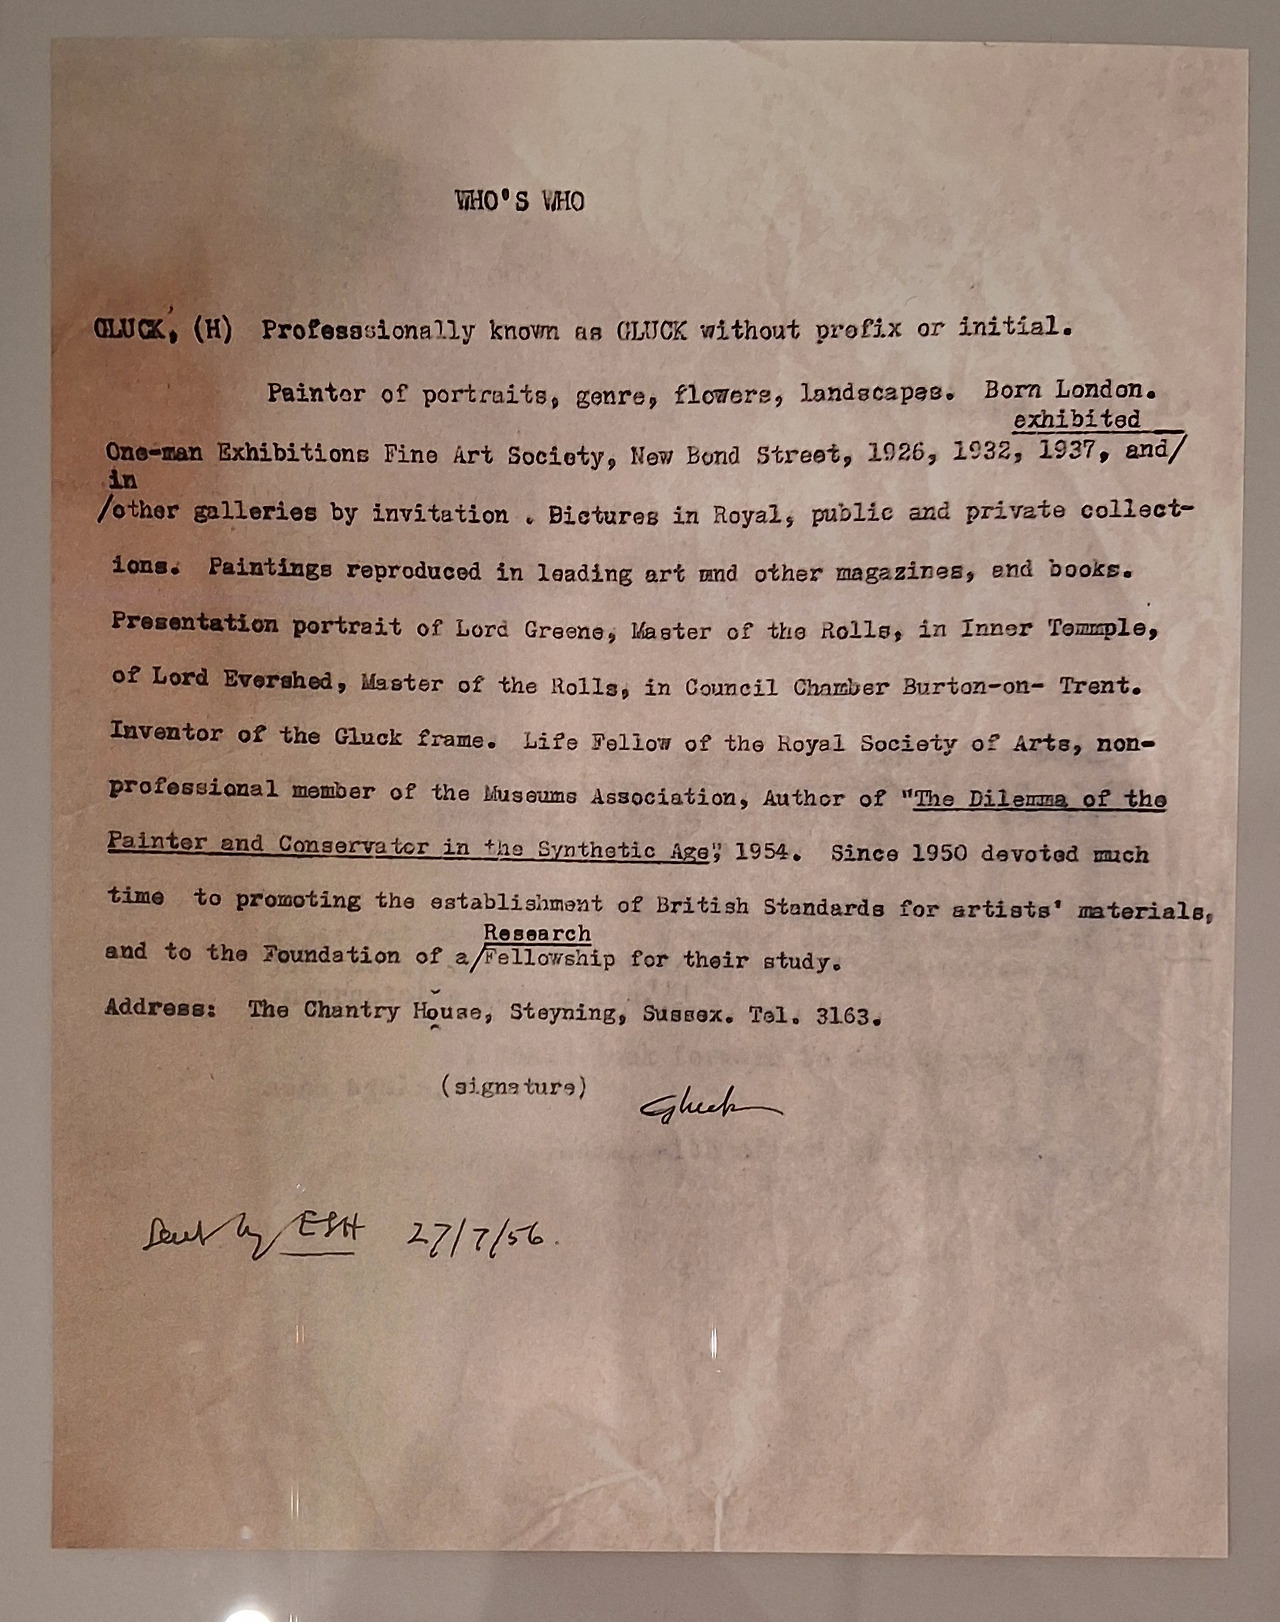 WHO'S WHO
GLUCK, (H) Professsionally known as GLUCK without prefix or initial.
Painter of portraits, genre, flowers, landscapes. Born London.
exhibited
One-man Exhibitions Fine Art Society, New Bond Street, 1926, 1932, 1937, and/
in
/other galleries by invitation . Bictures in Royal, public and private collect-
ions. Paintings reproduced in leading art mnd other magazines, and books.
Presentation portrait of Lord Greene, Master of the Rolls, in Inner Temmple,
of Lord Evershed, Master of the Rolls, in Council Chamber Burton-on- Trent.
Inventor of the Gluck frame. Life Fellow of the Royal Society of Arts, non-
professional member of the Museums Association, Author of "The Dilemma of the
Painter and Conservator in the Synthetic Age", 1954. Since 1950 devoted much
time to promoting the establishment of British Standards for artists' materials,
Research
and to the Foundation of a/Fellowship for their study.
Address: The Chantry House, Steyning, Sussex. Tel. 3163.
(signature) Gluck
Sent by ESH 27/7/56.